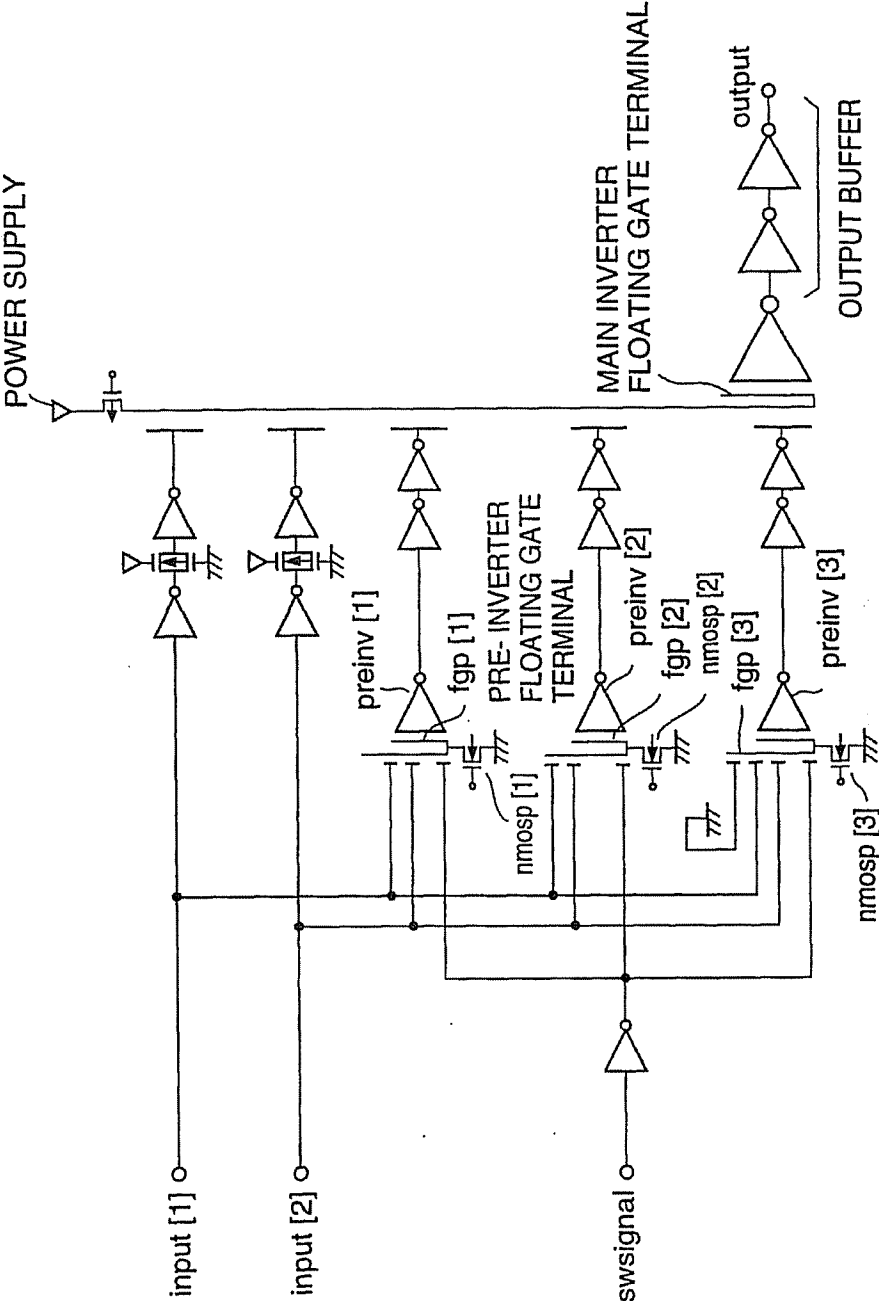 POWER SUPPLY
MAIN INVERTER
FLOATING GATE TERMINAL
output
OUTPUT BUFFER
preinv [1]
fgp [1]
PRE- INVERTER
FLOATING GATE
TERMINAL
preinv [2]
fgp [2]
nmosp [2]
fgp [3]
preinv [3]
nmosp [1]
nmosp [3]
input [1]
input [2]
swsignal